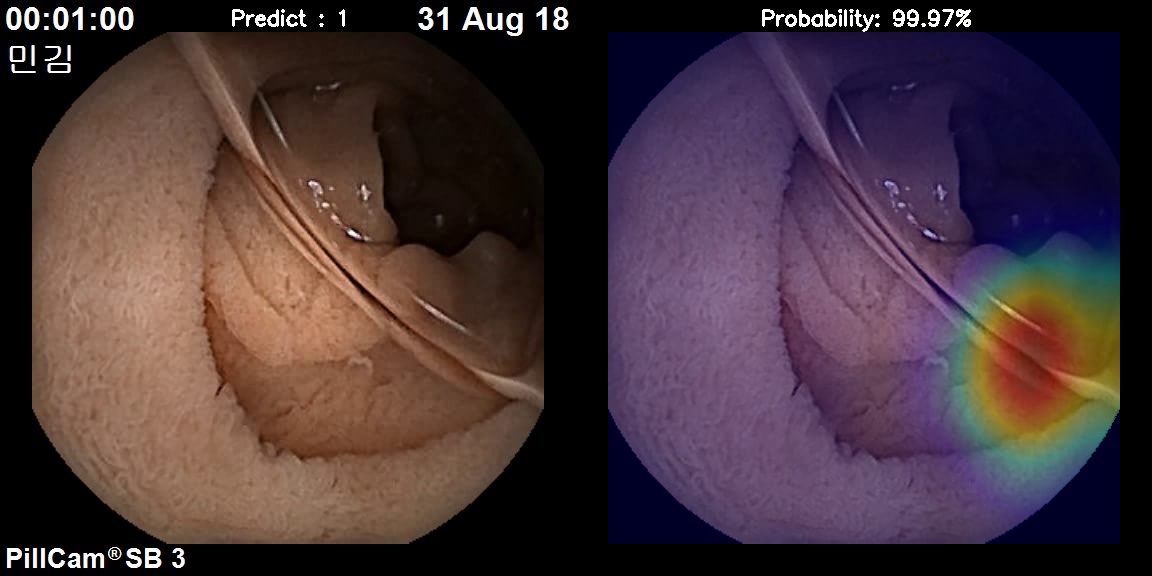 00:01:00 Predict : 1 31 Aug 18 Probability: 99.97%
민김
PillCam® SB 3